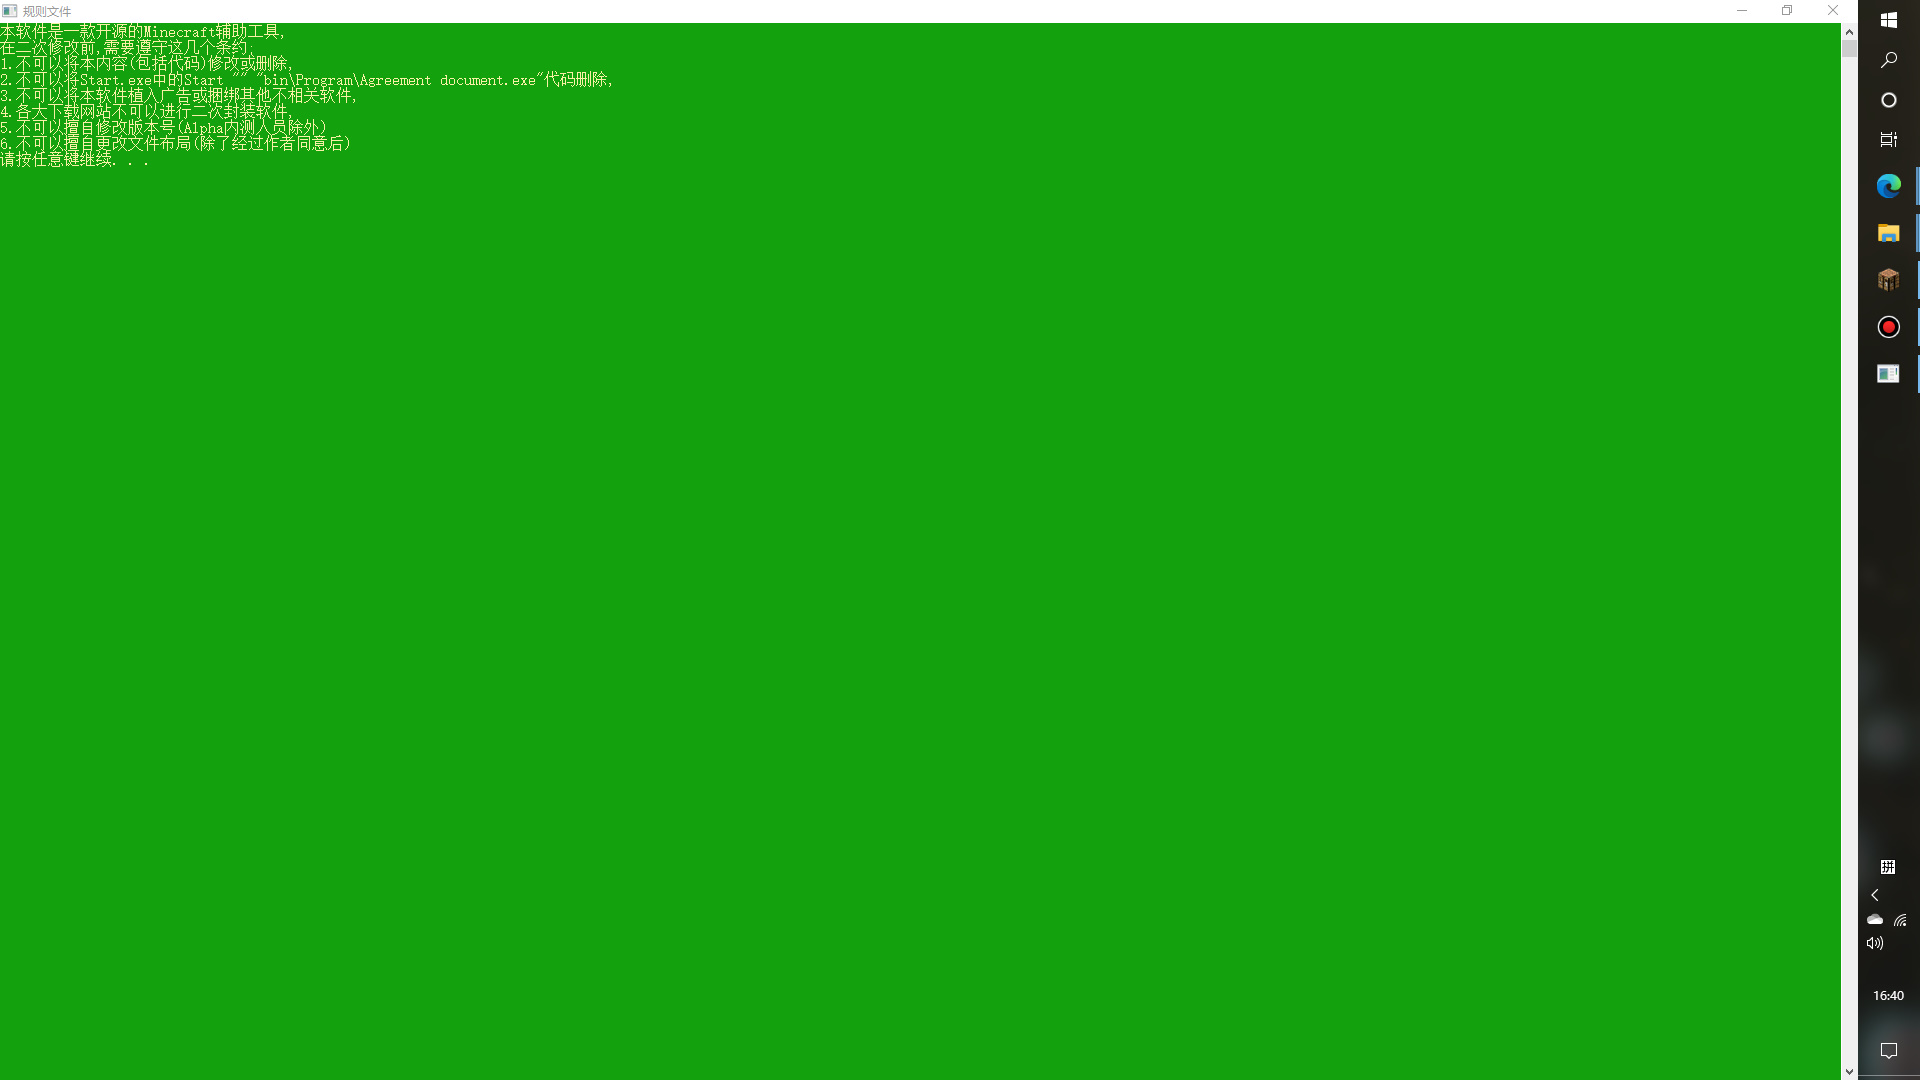 规则文件
本软件是一款开源的Minecraft辅助工具,
在二次修改前,需要遵守这几个条约:
1.不可以将本内容(包括代码)修改或删除,
2.不可以将Start.exe中的Start "" "bin\Program\Agreement document.exe"代码删除,
3.不可以将本软件植入广告或捆绑其他不相关软件,
4.各大下载网站不可以进行二次封装软件,
5.不可以擅自修改版本号(Alpha内测人员除外)
6.不可以擅自更改文件布局(除了经过作者同意后)
请按任意键继续. . .
拼
16:40